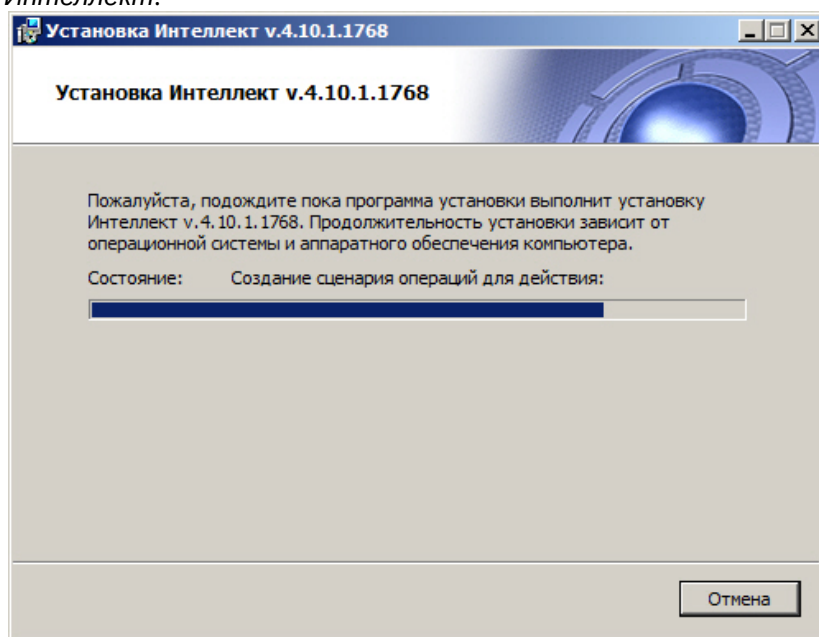 Интеллект.
Установка Интеллект v.4.10.1.1768
Установка Интеллект v.4.10.1.1768
Пожалуйста, подождите пока программа установки выполнит установку
Интеллект v.4.10.1.1768. Продолжительность установки зависит от
операционной системы и аппаратного обеспечения компьютера.
Состояние: Создание сценария операций для действия:
Отмена